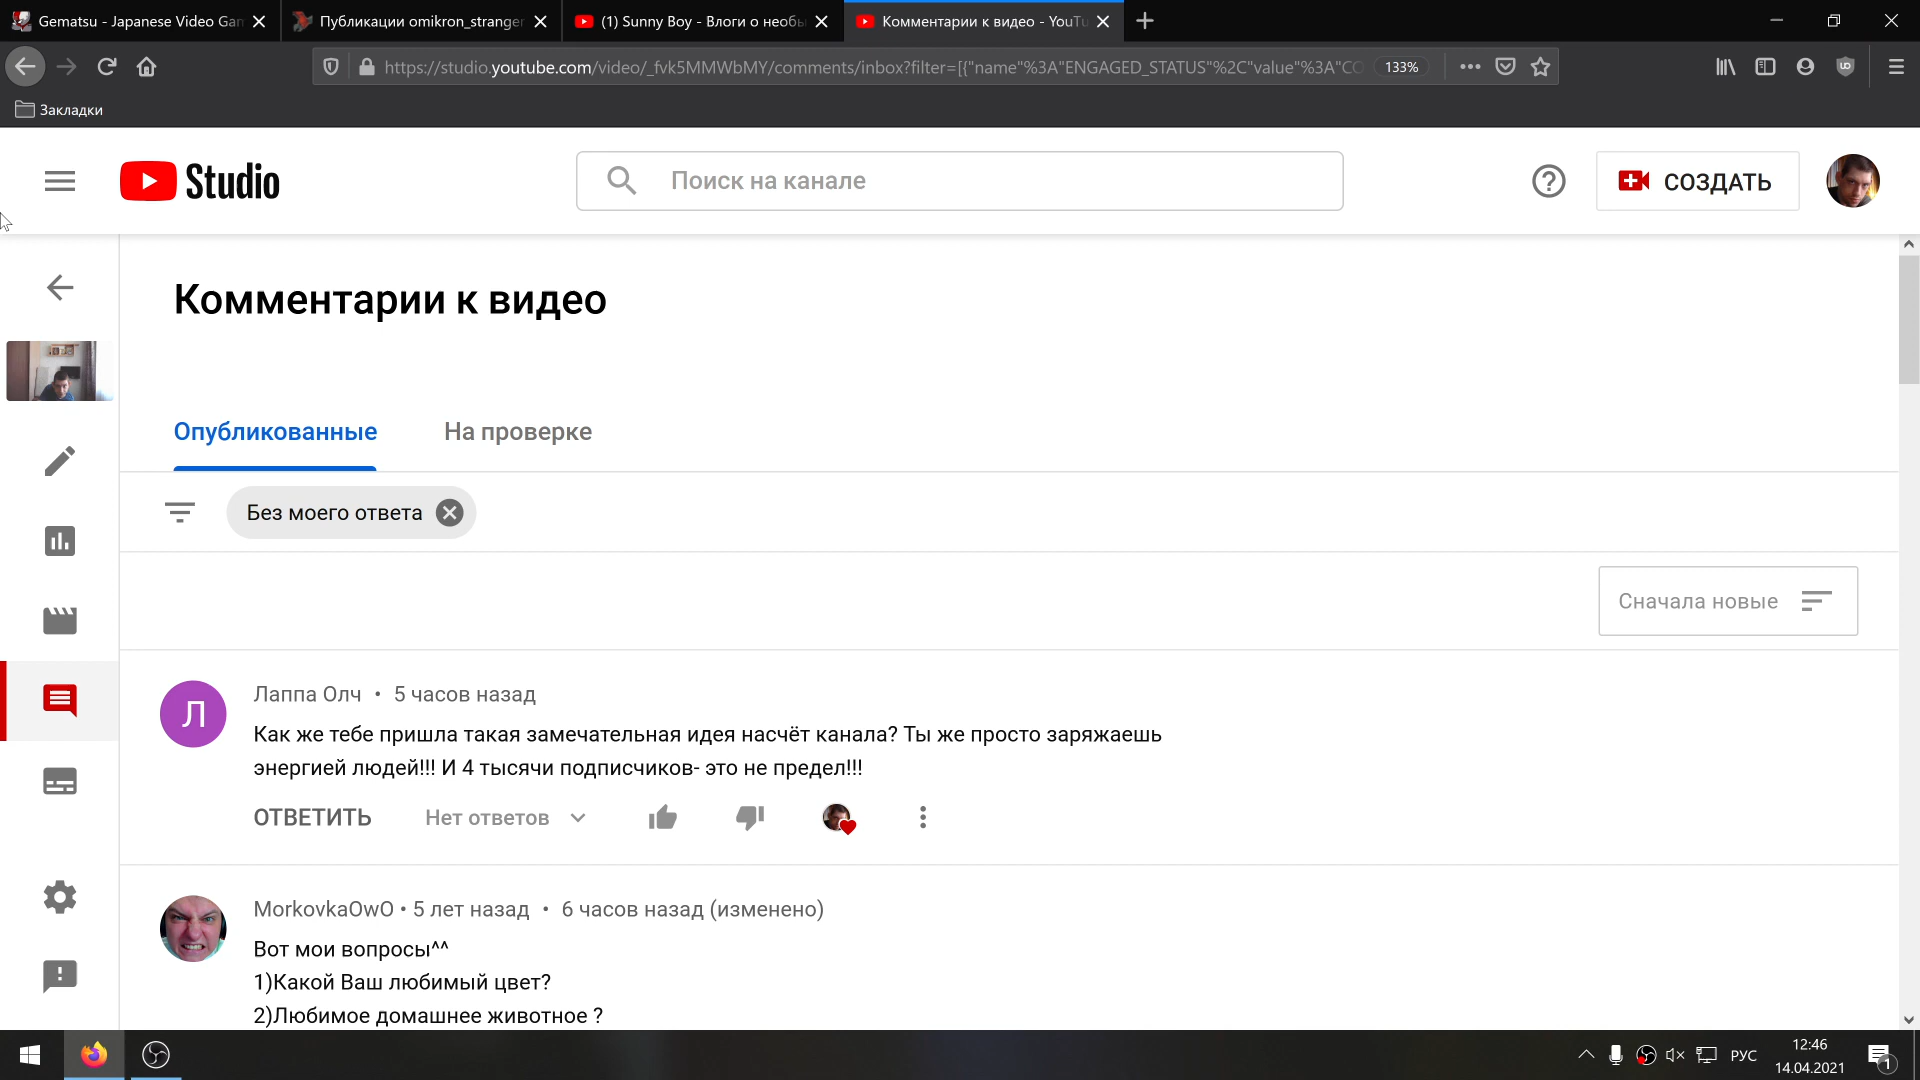 Gematsu - Japanese Video Gam
Публикации omikron_stranger
(1) Sunny Boy - Влоги о необы
Комментарии к видео - YouTu
https://studio.youtube.com/video/_fvk5MMWbMY/comments/inbox?filter=[{"name"%3A"ENGAGED_STATUS"%2C"value"%3A"CO
133%
Закладки
Studio
Поиск на канале
СОЗДАТЬ
Комментарии к видео
Опубликованные
На проверке
Без моего ответа
Сначала новые
Л
Лаппа Олч • 5 часов назад
Как же тебе пришла такая замечательная идея насчёт канала? Ты же просто заряжаешь
энергией людей!!! И 4 тысячи подписчиков- это не предел!!!
ОТВЕТИТЬ
Нет ответов
MorkovkaOwO • 5 лет назад • 6 часов назад (изменено)
Вот мои вопросы^^
1)Какой Ваш любимый цвет?
2)Любимое домашнее животное ?
РУС
12:46
14.04.2021
1